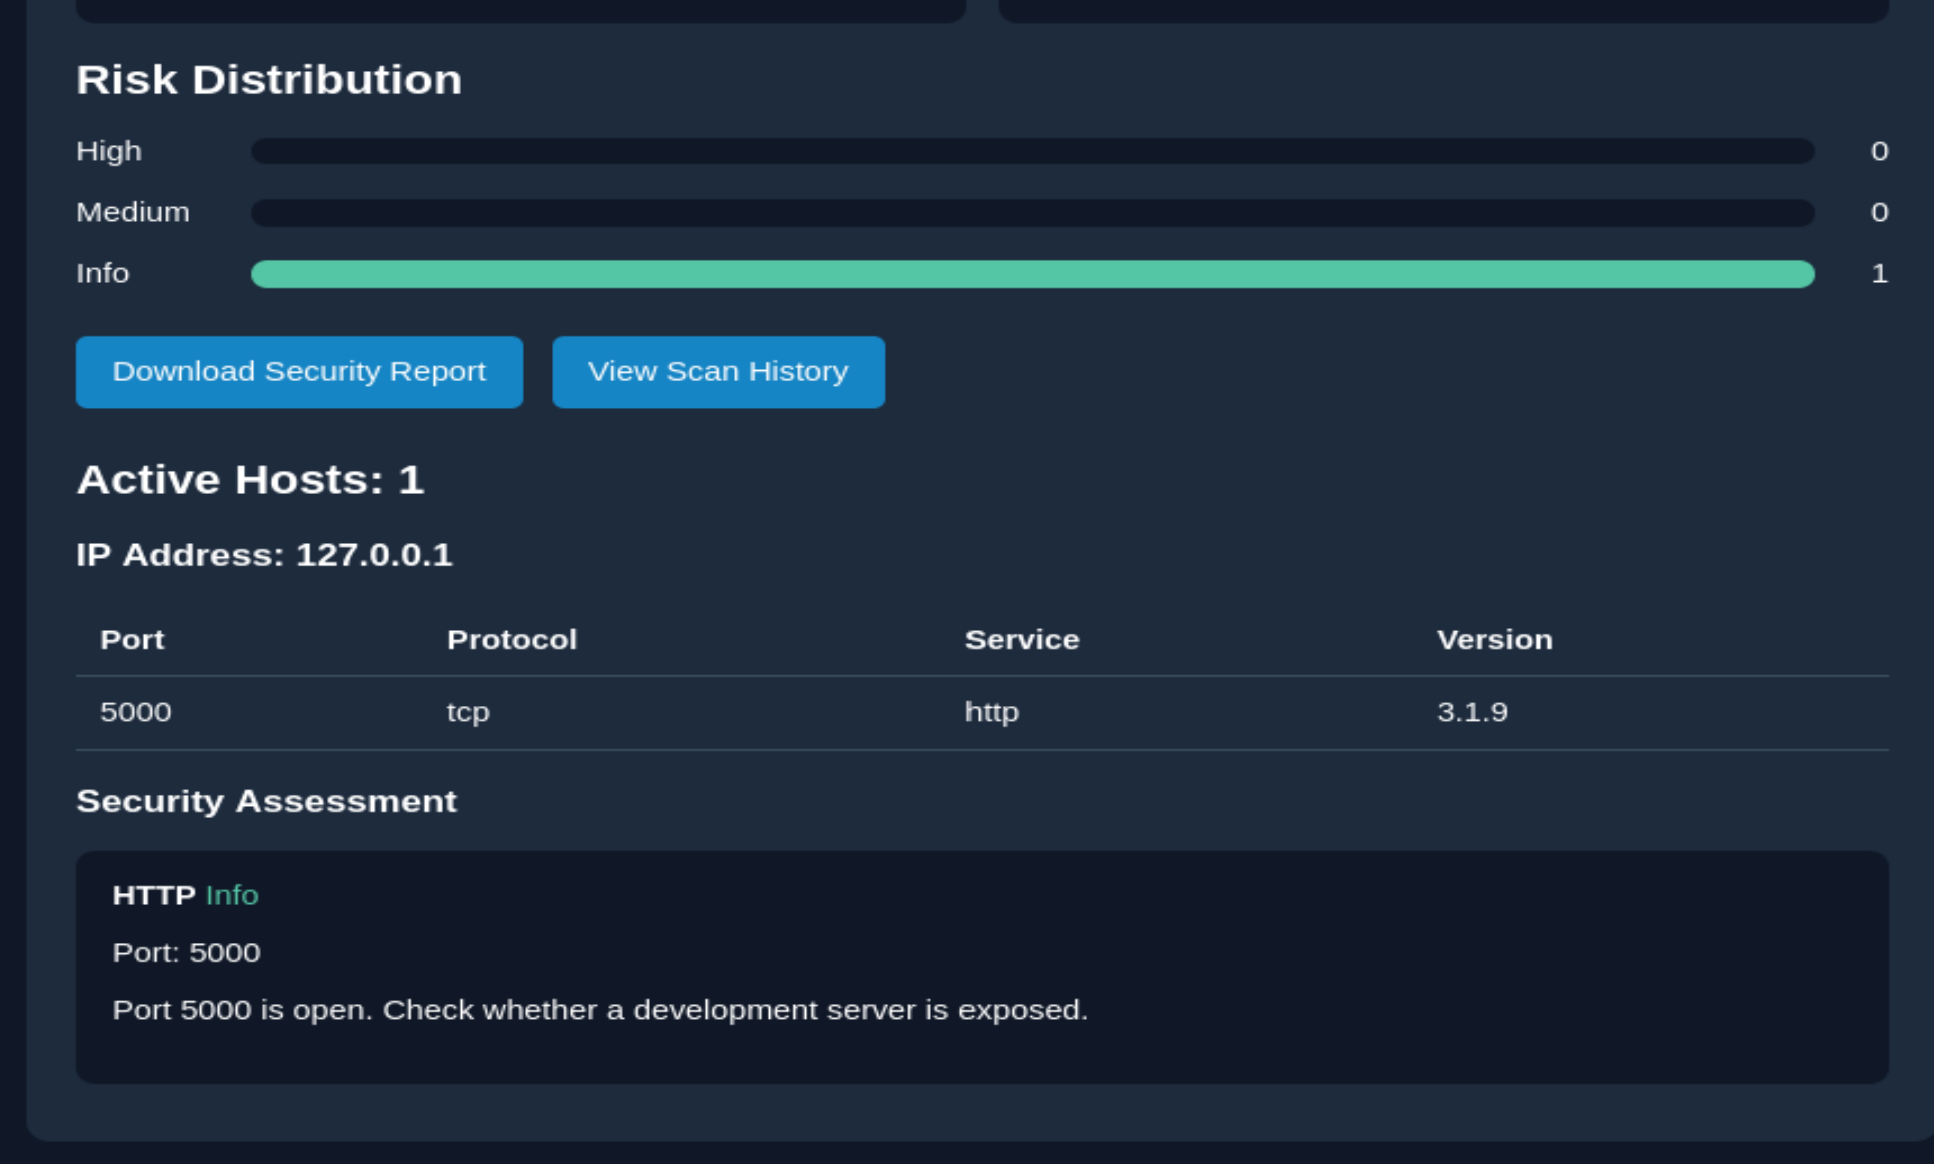 Risk Distribution
High 0
Medium 0
Info 1
Download Security Report View Scan History
Active Hosts: 1
IP Address: 127.0.0.1
Port Protocol Service Version
5000 tcp http 3.1.9
Security Assessment
HTTP Info
Port: 5000
Port 5000 is open. Check whether a development server is exposed.